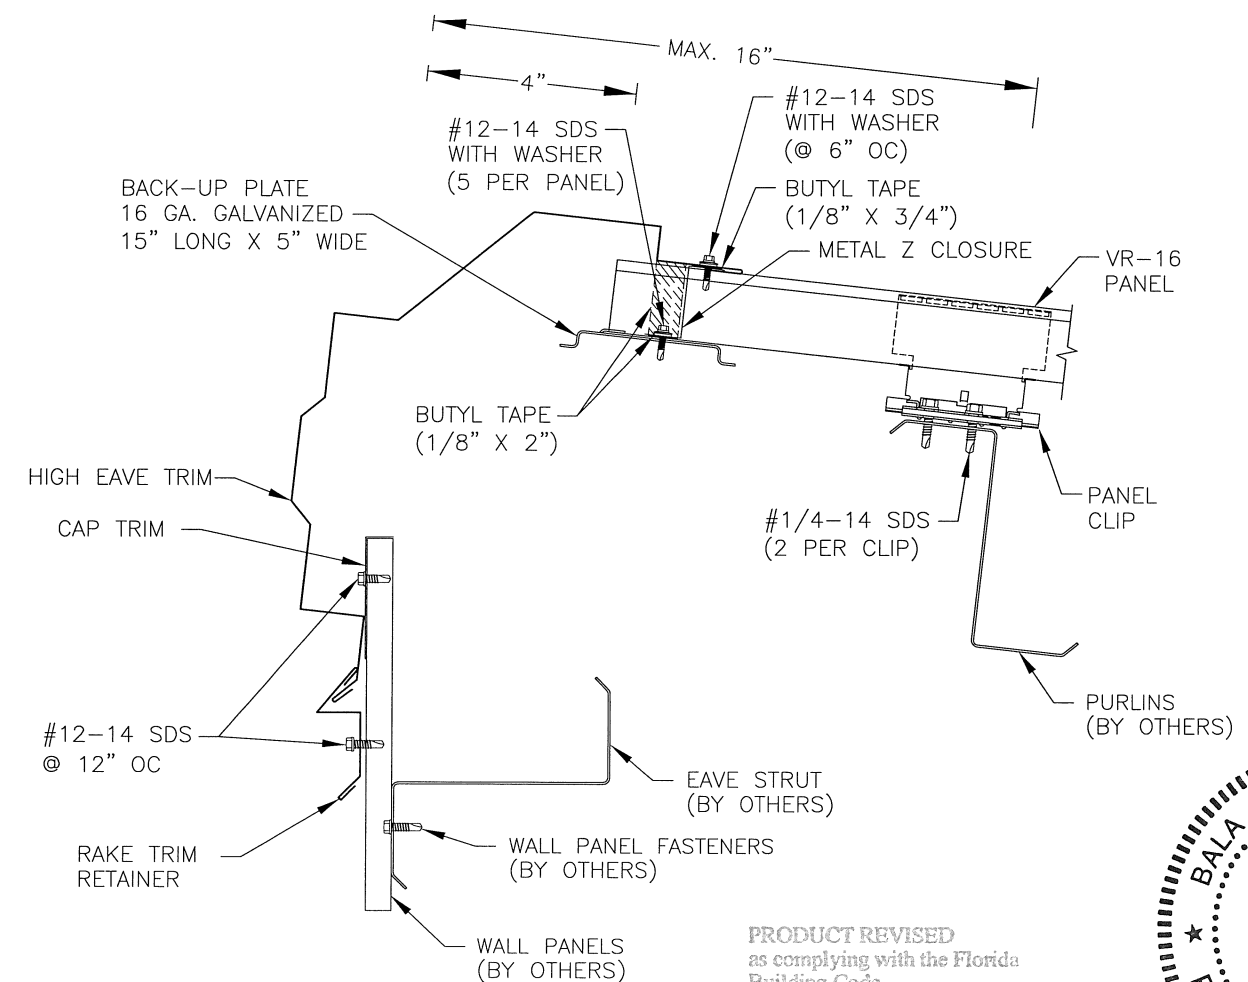 MAX. 16"
4"
#12-14 SDS
WITH WASHER
(@ 6" OC)
#12-14 SDS
WITH WASHER
(5 PER PANEL)
BACK-UP PLATE
16 GA. GALVANIZED
15" LONG X 5" WIDE
BUTYL TAPE
(1/8" X 3/4")
METAL Z CLOSURE
VR-16
PANEL
BUTYL TAPE
(1/8" X 2")
HIGH EAVE TRIM
CAP TRIM
PANEL
CLIP
#1/4-14 SDS
(2 PER CLIP)
PURLINS
(BY OTHERS)
#12-14 SDS
@ 12" OC
EAVE STRUT
(BY OTHERS)
RAKE TRIM
RETAINER
WALL PANEL FASTENERS
(BY OTHERS)
WALL PANELS
(BY OTHERS)
PRODUCT REVISED
as complying with the Florida
Building Code
BALA